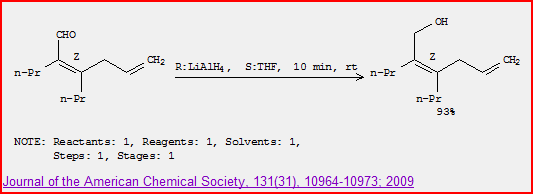 CHO
OH
Z
CH2
R:LiAlH4, S:THF, 10 min, rt
Z
CH2
n-Pr
n-Pr
n-Pr
n-Pr
93%
NOTE: Reactants: 1, Reagents: 1, Solvents: 1,
Steps: 1, Stages: 1
Journal of the American Chemical Society, 131(31), 10964-10973; 2009